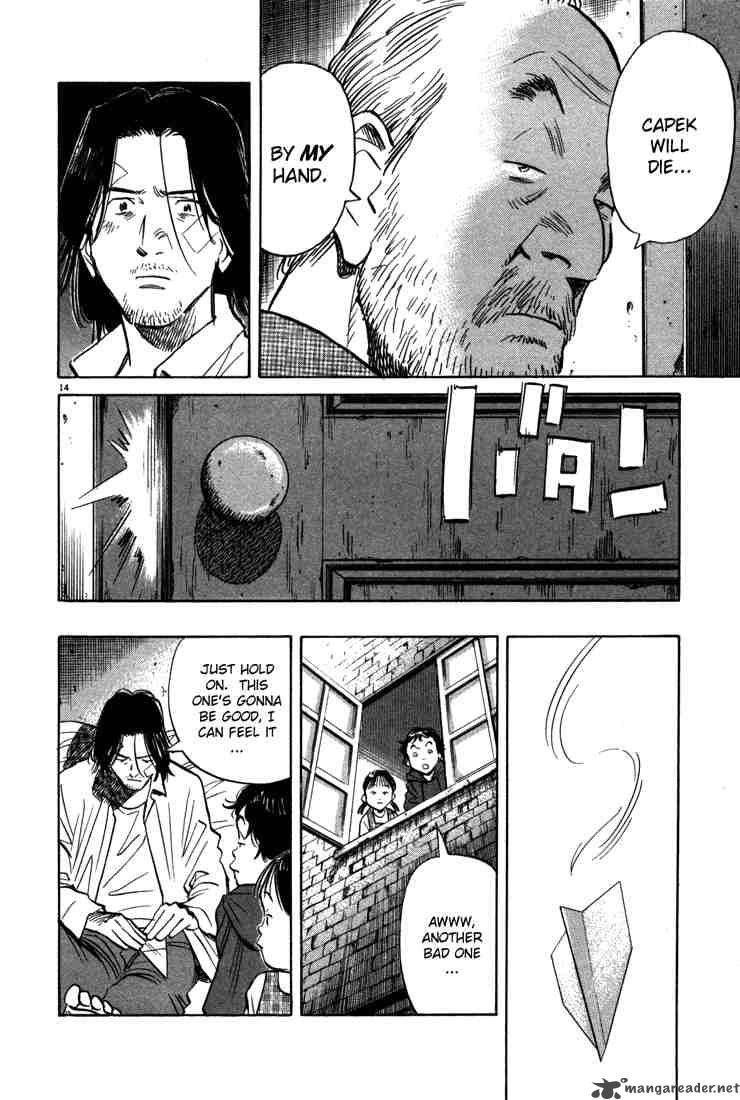 CAPEK WILL
DIE...
BY MY
HAND.
14
バタン
AWWW,
ANOTHER
BAD ONE
...
JUST HOLD
ON. THIS
ONE'S GONNA
BE GOOD, I
CAN FEEL IT
...
mangareader.net